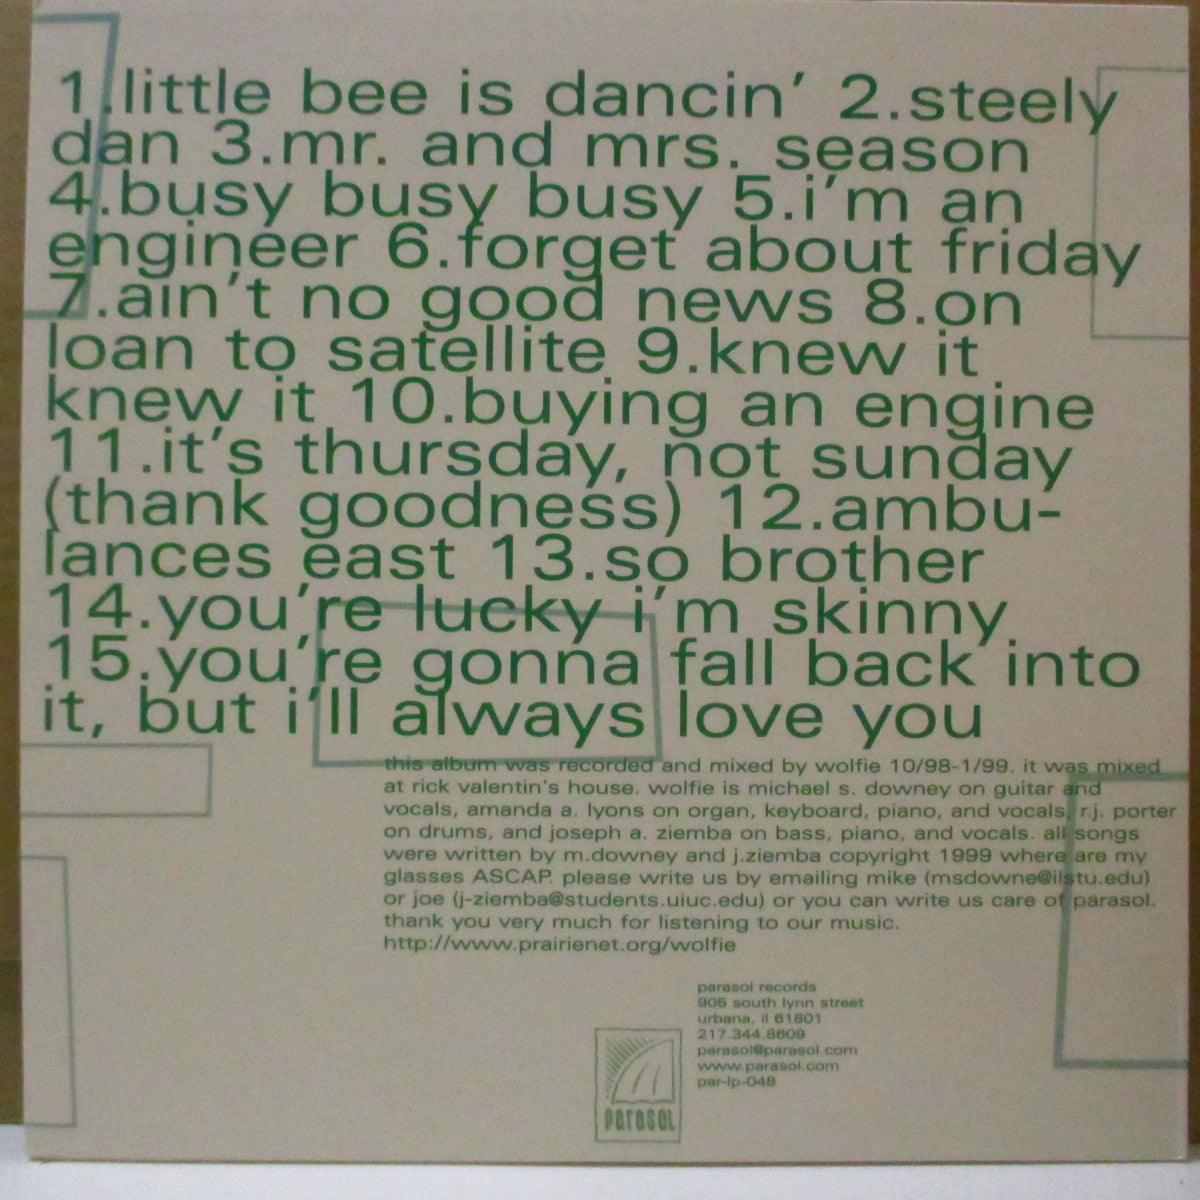 1.little bee is dancin' 2.steely
dan 3.mr. and mrs. season
4.busy busy busy 5.i'm an
engineer 6.forget about friday
7.ain't no good news 8.on
loan to satellite 9.knew it
knew it 10.buying an engine
11.it's thursday, not sunday
(thank goodness) 12.ambu-
lances east 13.so brother
14.you're lucky i'm skinny
15.you're gonna fall back into
it, but i'll always love you
this album was recorded and mixed by wolfie 10/98-1/99. it was mixed
at rick valentin's house. wolfie is michael s. downey on guitar and
vocals, amanda a. lyons on organ, keyboard, piano, and vocals, r.j. porter
on drums, and joseph a. ziemba on bass, piano, and vocals. all songs
were written by m.downey and j.ziemba copyright 1999 where are my
glasses ASCAP. please write us by emailing mike (msdowne@ilstu.edu)
or joe (j-ziemba@students.uiuc.edu) or you can write us care of parasol.
thank you very much for listening to our music.
http://www.prairienet.org/wolfie
parasol records
905 south lynn street
urbana, il 61801
217.344.8609
parasol@parasol.com
www.parasol.com
par-lp-048
parasol